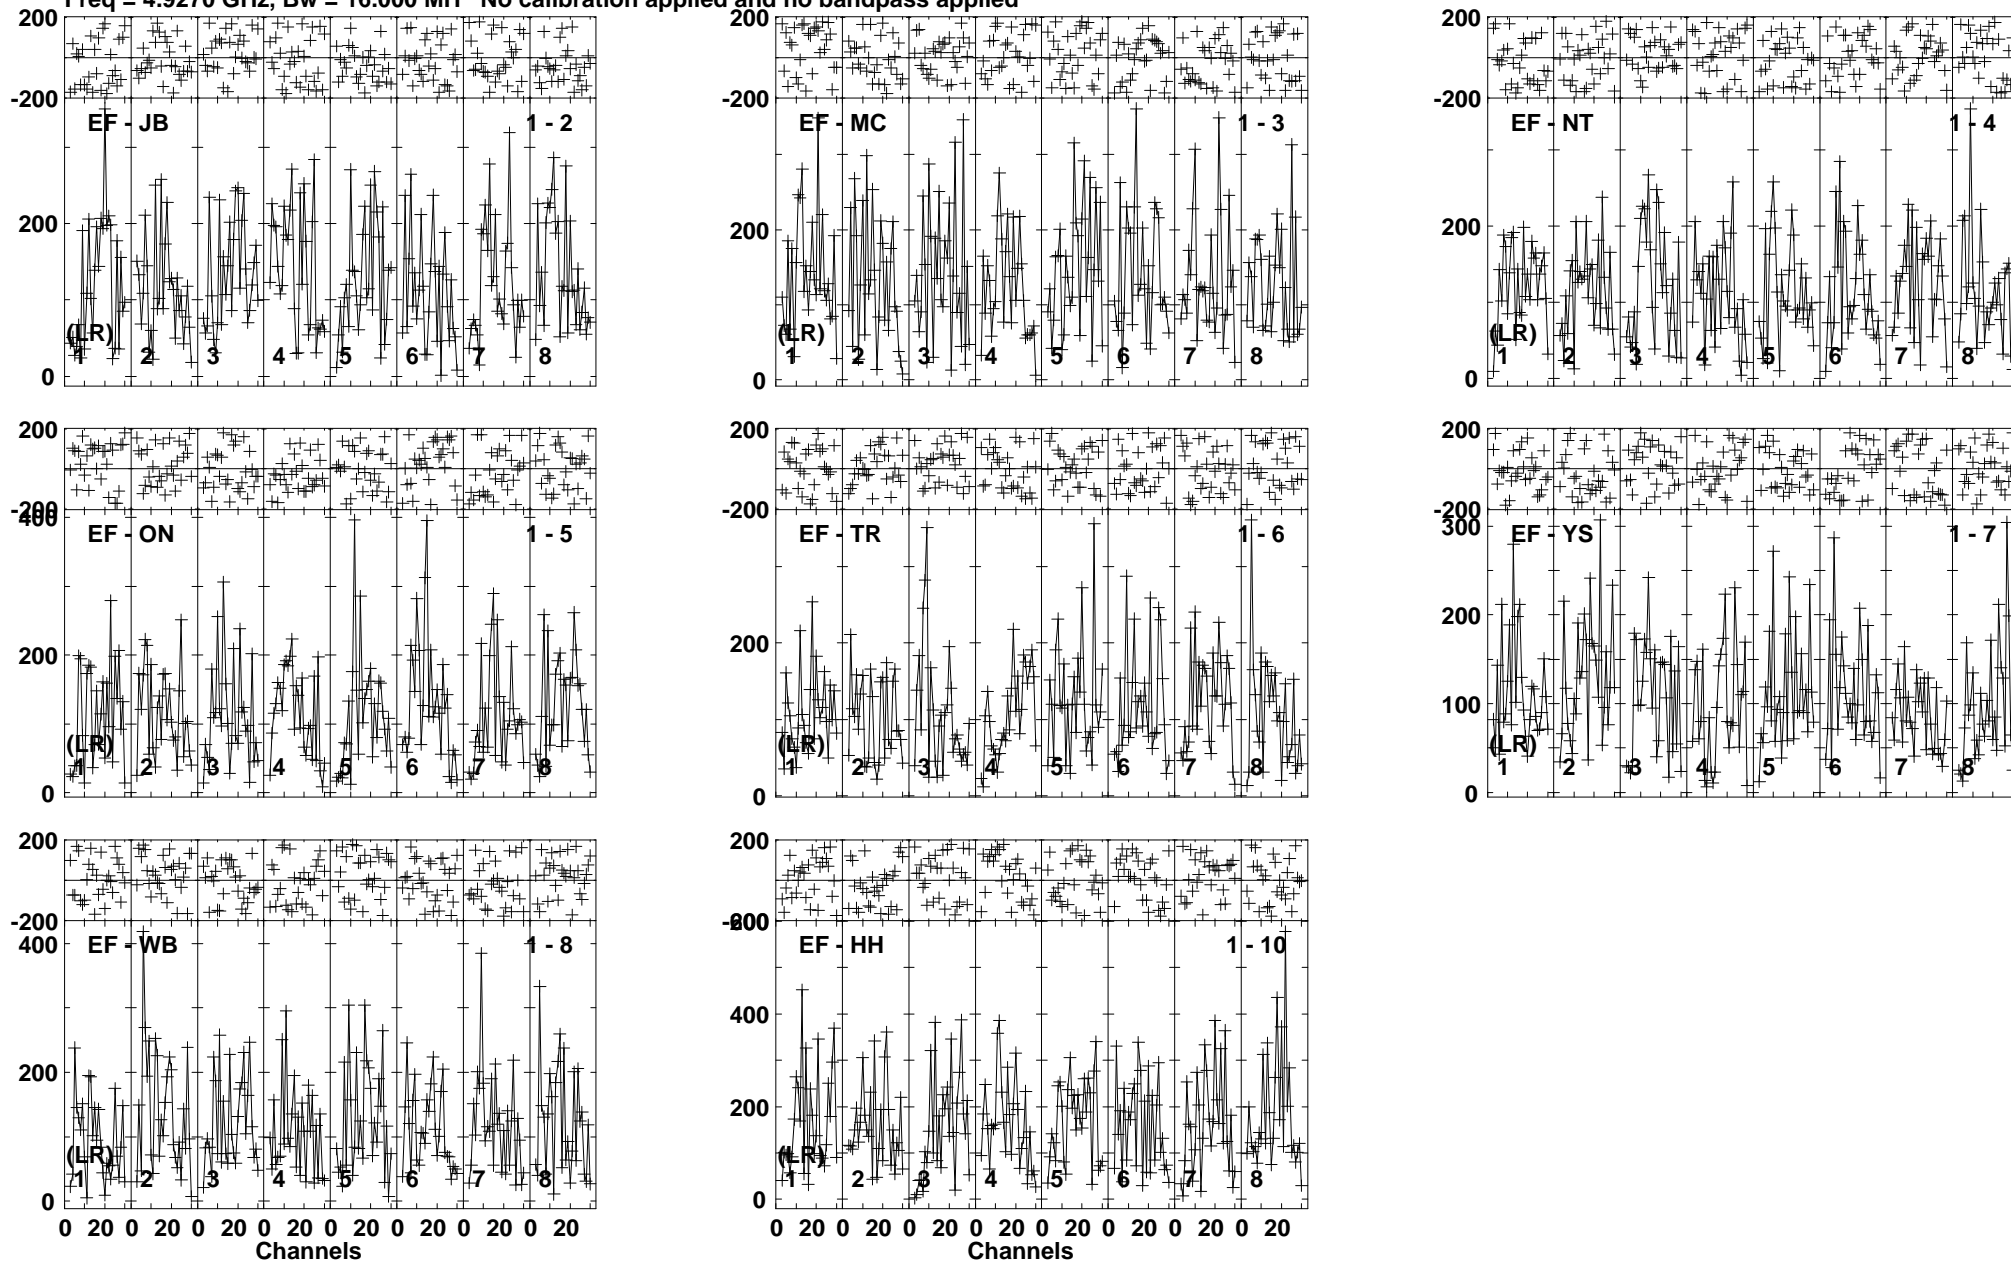 Freq = 4.9270 GHz, Bw = 16.000 MH No calibration applied and no bandpass applied
200 200 200
-200 -200 -200
EF - JB 1 - 2 EF - MC 1 - 3 EF - NT 1 - 4
200 200 200
(LR) (LR) (LR)
1 2 3 4 5 6 7 8 1 2 3 4 5 6 7 8 1 2 3 4 5 6 7 8
0 0 0
200 200 200
-200 -200 -200
400 300
EF - ON 1 - 5 EF - TR 1 - 6 EF - YS 1 - 7
200 200 200
100
(LR) (LR) (LR)
1 2 3 4 5 6 7 8 1 2 3 4 5 6 7 8 1 2 3 4 5 6 7 8
0 0 0
200 200
-200 -200
600
400 EF - WB 1 - 8 EF - HH 1 - 10
400
200 200
(LR) (LR)
1 2 3 4 5 6 7 8 1 2 3 4 5 6 7 8
0 0
0 20 0 20 0 20 0 20 0 20 0 20 0 20 0 20 0 20 0 20 0 20 0 20 0 20 0 20 0 20 0 20
Channels Channels